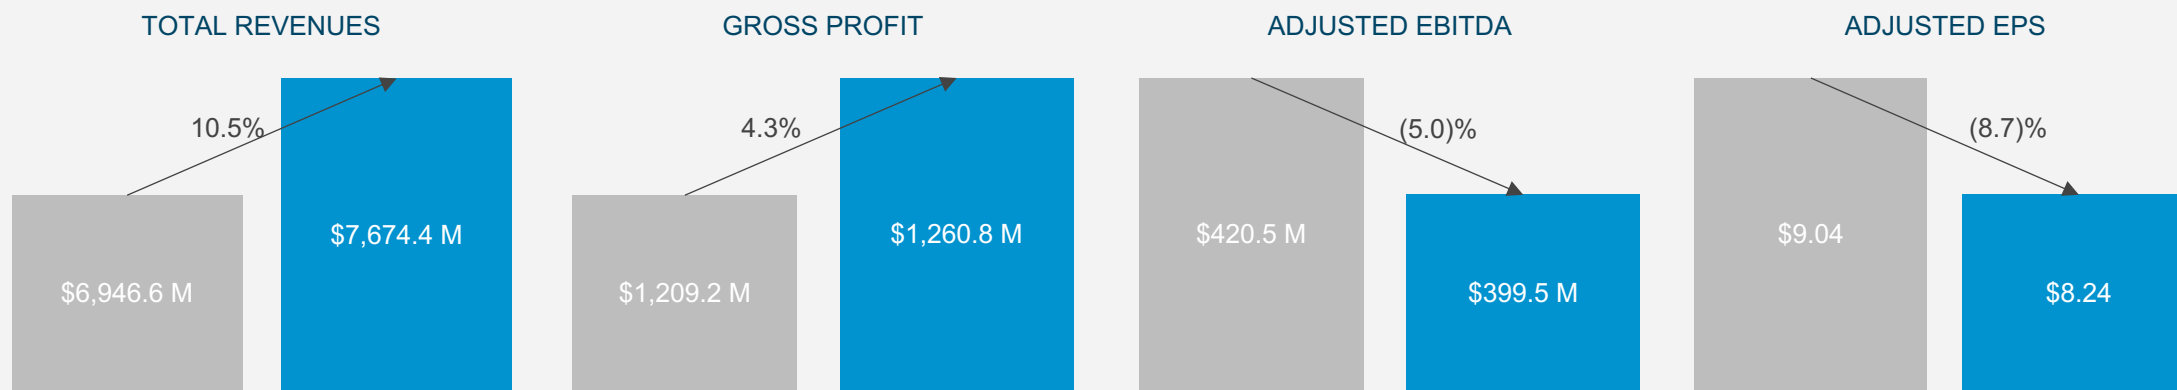 TOTAL REVENUES
10.5%
$6,946.6 M
$7,674.4 M
GROSS PROFIT
4.3%
$1,209.2 M
$1,260.8 M
ADJUSTED EBITDA
(5.0)%
$420.5 M
$399.5 M
ADJUSTED EPS
(8.7)%
$9.04
$8.24